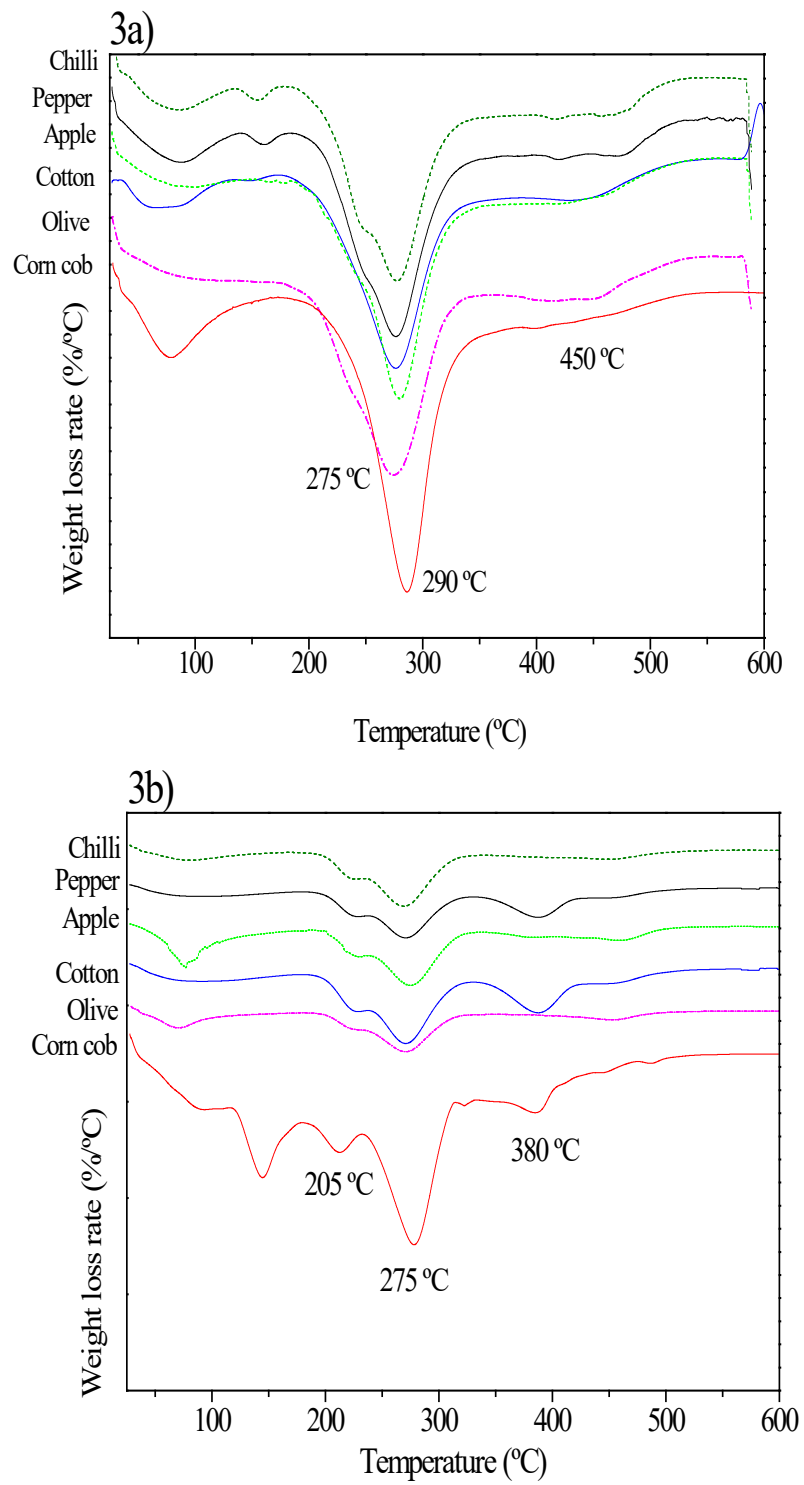 3a)
Chilli
Pepper
Apple
Cotton
Olive
Corn cob
Weight loss rate (%/ºC)
450 ºC
275 ºC
290 ºC
100 200 300 400 500 600
Temperature (ºC)
3b)
Chilli
Pepper
Apple
Cotton
Olive
Corn cob
Weight loss rate (%/ºC)
205 ºC
380 ºC
275 ºC
100 200 300 400 500 600
Temperature (ºC)